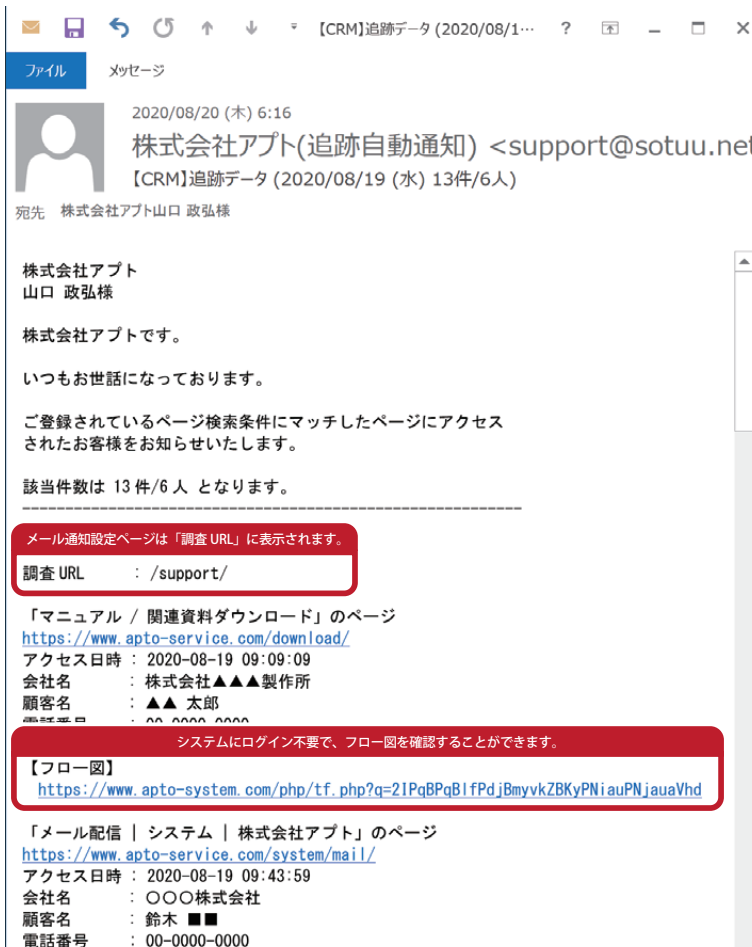 【CRM】追跡データ (2020/08/1… ?
ファイル メッセージ
2020/08/20 (木) 6:16
株式会社アプト(追跡自動通知) <support@sotuu.net
【CRM】追跡データ (2020/08/19 (水) 13件/6人)
宛先 株式会社アプト山口 政弘様
株式会社アプト
山口 政弘様
株式会社アプトです。
いつもお世話になっております。
ご登録されているページ検索条件にマッチしたページにアクセス
されたお客様をお知らせいたします。
該当件数は 13 件/6 人 となります。
----------------------------------------------------------
メール通知設定ページは「調査 URL」に表示されます。
調査 URL : /support/
「マニュアル / 関連資料ダウンロード」のページ
https://www.apto-service.com/download/
アクセス日時 : 2020-08-19 09:09:09
会社名 : 株式会社▲▲▲製作所
顧客名 : ▲▲ 太郎
電話番号 : 00-0000-0000
システムにログイン不要で、フロー図を確認することができます。
【フロー図】
https://www.apto-system.com/php/tf.php?q=2IPqBPqBIfPdjBmyvkZBKyPNiauPNjauaVhd
「メール配信 | システム | 株式会社アプト」のページ
https://www.apto-service.com/system/mail/
アクセス日時 : 2020-08-19 09:43:59
会社名 : 〇〇〇株式会社
顧客名 : 鈴木 ■■
電話番号 : 00-0000-0000